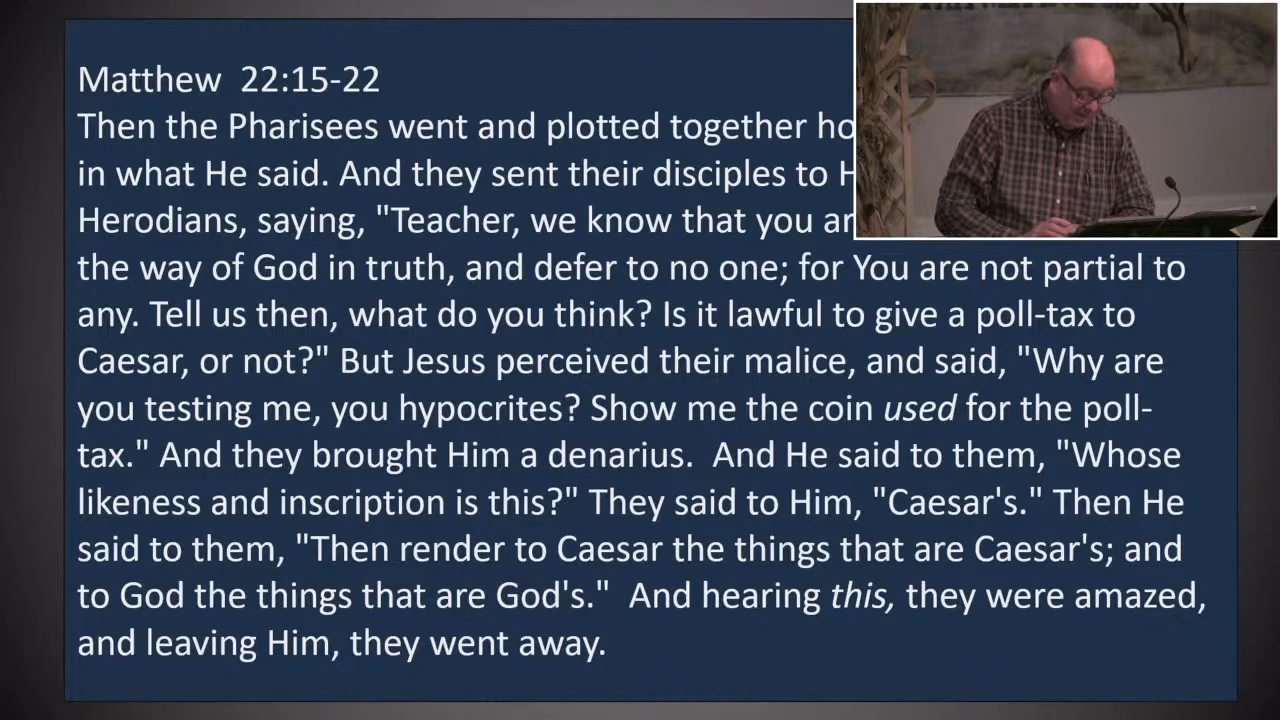 Matthew 22:15-22
Then the Pharisees went and plotted together
in what He said. And they sent their disciples to
Herodians, saying, "Teacher, we know that you
the way of God in truth, and defer to no one; for You are not partial to
any. Tell us then, what do you think? Is it lawful to give a poll-tax to
Caesar, or not?" But Jesus perceived their malice, and said, "Why are
you testing me, you hypocrites? Show me the coin used for the poll-
tax." And they brought Him a denarius. And He said to them, "Whose
likeness and inscription is this?" They said to Him, "Caesar's." Then He
said to them, "Then render to Caesar the things that are Caesar's; and
to God the things that are God's." And hearing this, they were amazed,
and leaving Him, they went away.